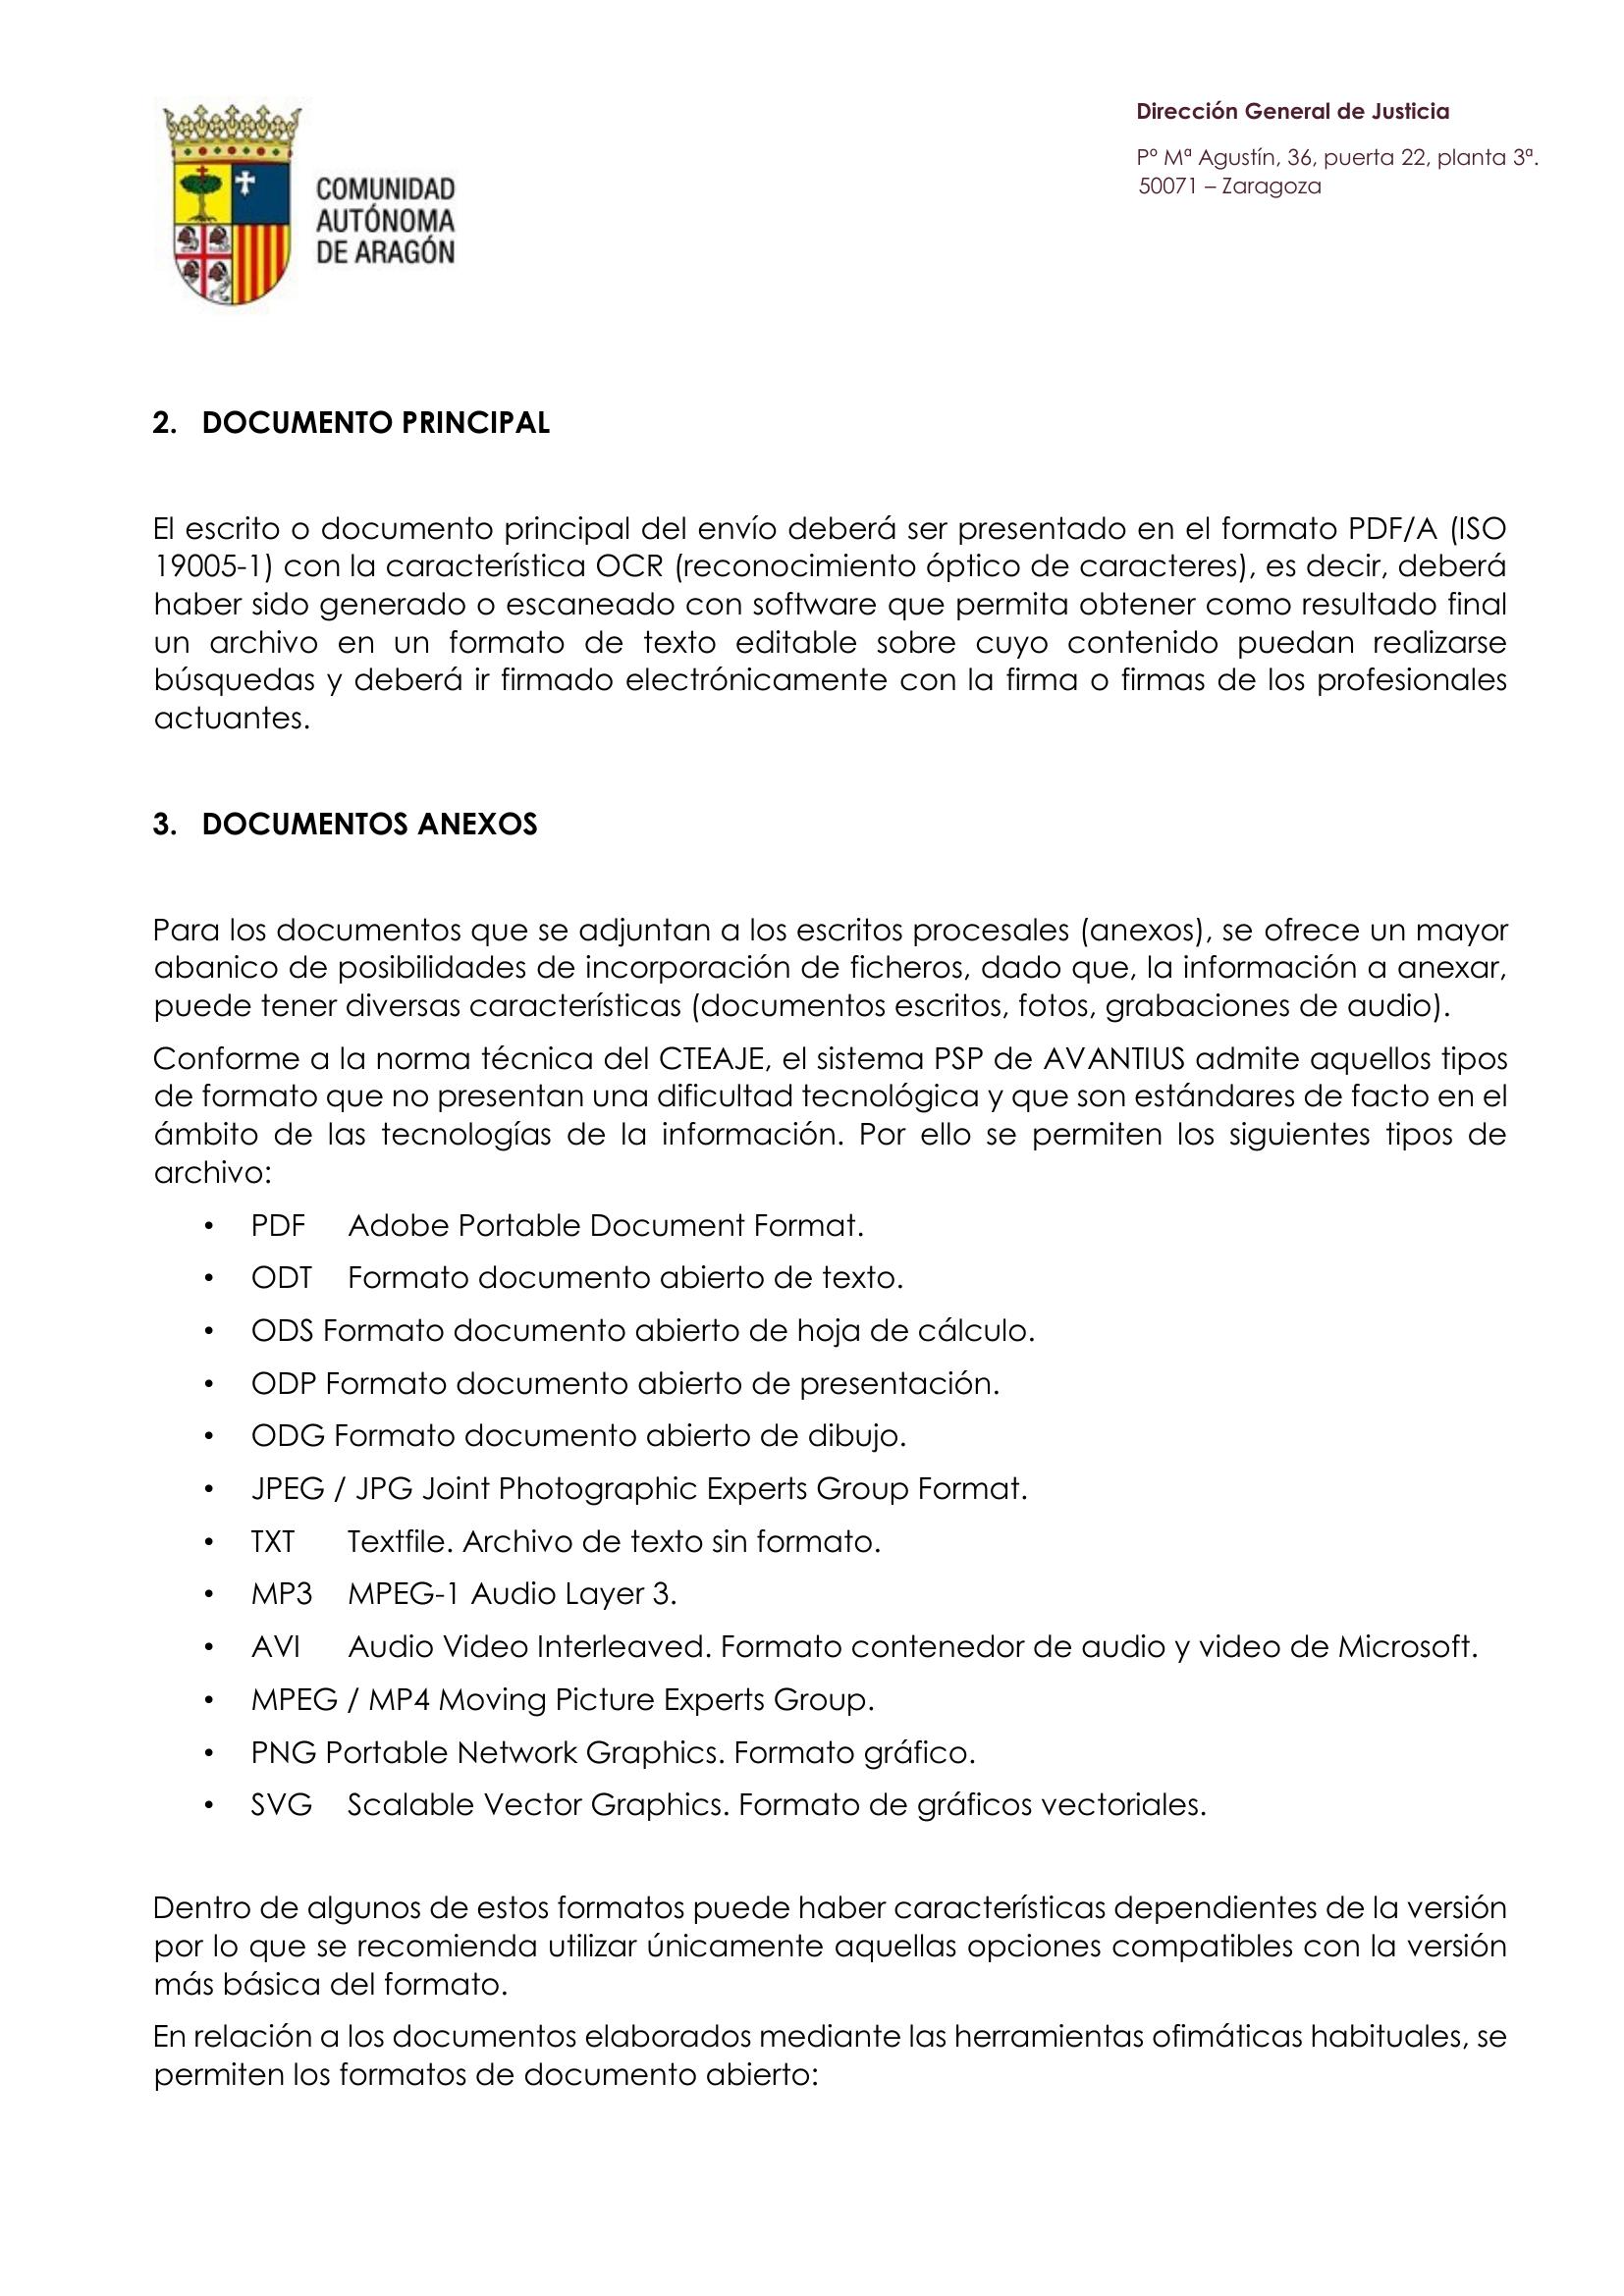 Dirección General de Justicia
Pº Mª Agustín, 36, puerta 22, planta 3ª.
50071 – Zaragoza
COMUNIDAD
AUTÓNOMA
DE ARAGÓN
2. DOCUMENTO PRINCIPAL
El escrito o documento principal del envío deberá ser presentado en el formato PDF/A (ISO
19005-1) con la característica OCR (reconocimiento óptico de caracteres), es decir, deberá
haber sido generado o escaneado con software que permita obtener como resultado final
un archivo en un formato de texto editable sobre cuyo contenido puedan realizarse
búsquedas y deberá ir firmado electrónicamente con la firma o firmas de los profesionales
actuantes.
3. DOCUMENTOS ANEXOS
Para los documentos que se adjuntan a los escritos procesales (anexos), se ofrece un mayor
abanico de posibilidades de incorporación de ficheros, dado que, la información a anexar,
puede tener diversas características (documentos escritos, fotos, grabaciones de audio).
Conforme a la norma técnica del CTEAJE, el sistema PSP de AVANTIUS admite aquellos tipos
de formato que no presentan una dificultad tecnológica y que son estándares de facto en el
ámbito de las tecnologías de la información. Por ello se permiten los siguientes tipos de
archivo:
• PDF Adobe Portable Document Format.
• ODT Formato documento abierto de texto.
• ODS Formato documento abierto de hoja de cálculo.
• ODP Formato documento abierto de presentación.
• ODG Formato documento abierto de dibujo.
• JPEG / JPG Joint Photographic Experts Group Format.
• TXT Textfile. Archivo de texto sin formato.
• MP3 MPEG-1 Audio Layer 3.
• AVI Audio Video Interleaved. Formato contenedor de audio y video de Microsoft.
• MPEG / MP4 Moving Picture Experts Group.
• PNG Portable Network Graphics. Formato gráfico.
• SVG Scalable Vector Graphics. Formato de gráficos vectoriales.
Dentro de algunos de estos formatos puede haber características dependientes de la versión
por lo que se recomienda utilizar únicamente aquellas opciones compatibles con la versión
más básica del formato.
En relación a los documentos elaborados mediante las herramientas ofimáticas habituales, se
permiten los formatos de documento abierto: